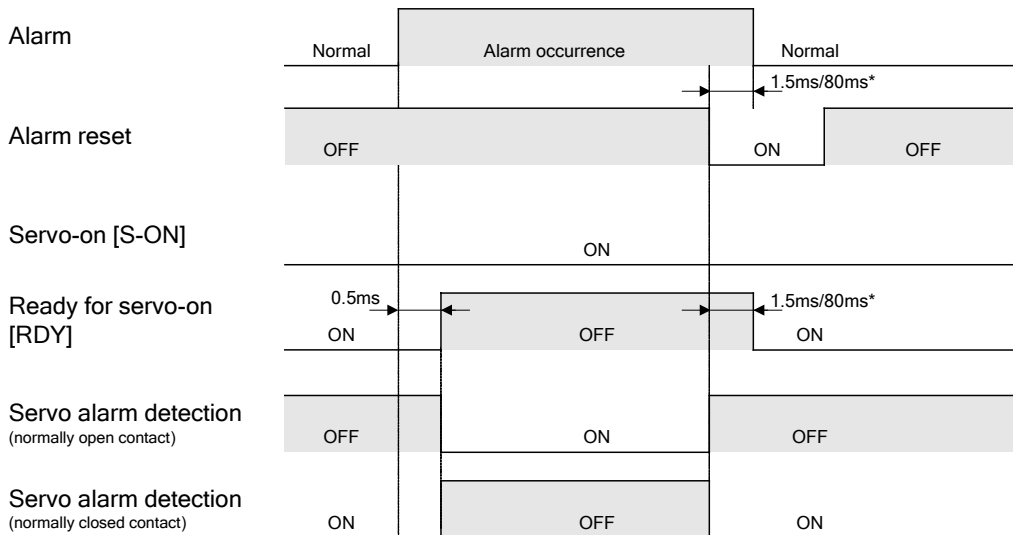 Alarm
Normal
Alarm occurrence
Normal
1.5ms/80ms*
Alarm reset
OFF
ON
OFF
Servo-on [S-ON]
ON
Ready for servo-on
[RDY]
0.5ms
1.5ms/80ms*
ON
OFF
ON
Servo alarm detection
(normally open contact)
OFF
ON
OFF
Servo alarm detection
(normally closed contact)
ON
OFF
ON